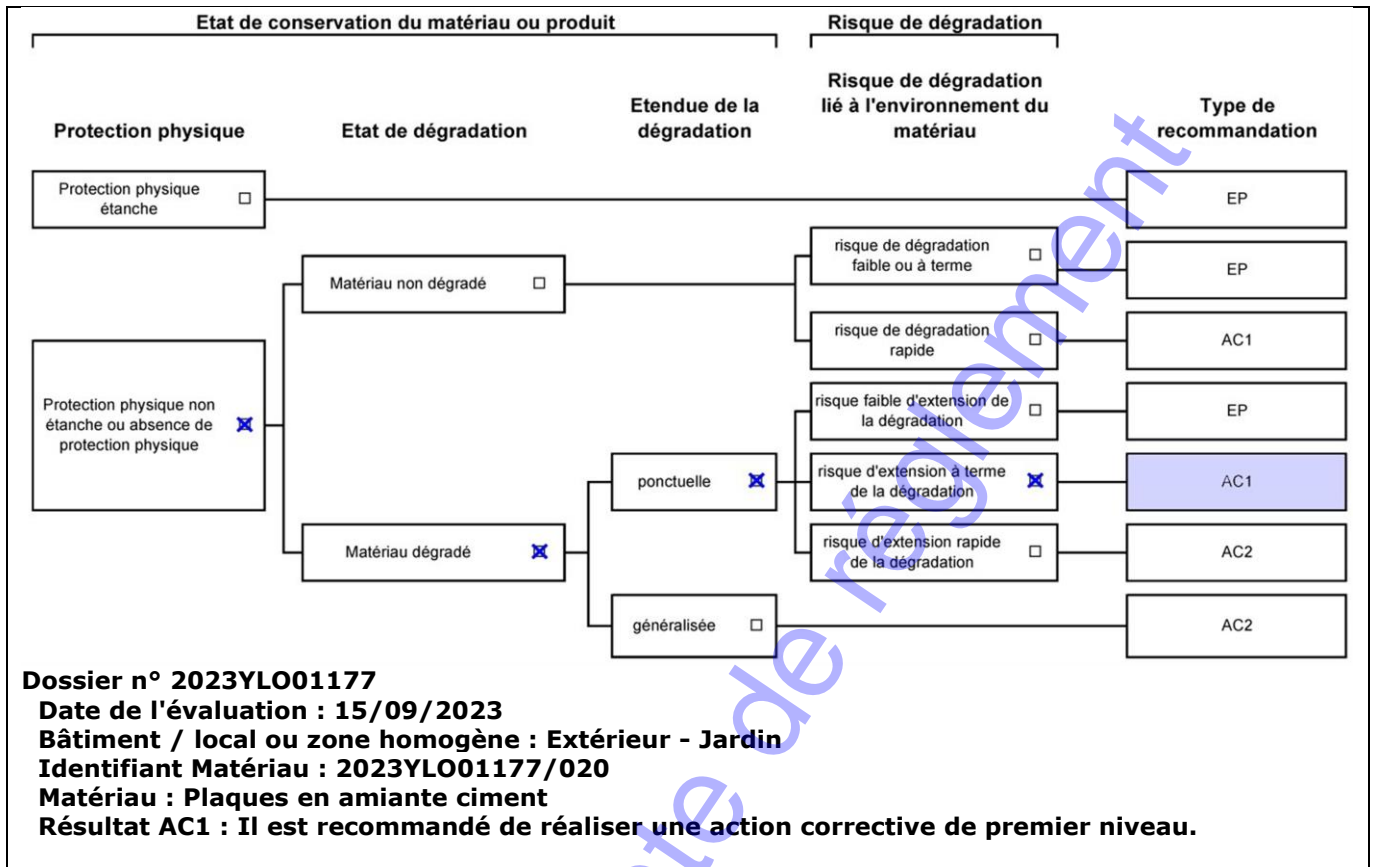 Etat de conservation du matériau ou produit
Risque de dégradation
Protection physique
Etat de dégradation
Etendue de la
dégradation
Risque de dégradation
lié à l'environnement du
matériau
Type de
recommandation
Protection physique
étanche
EP
risque de dégradation
faible ou à terme
EP
Matériau non dégradé
risque de dégradation
rapide
AC1
Protection physique non
étanche ou absence de
protection physique
risque faible d'extension de
la dégradation
EP
ponctuelle
risque d'extension à terme
de la dégradation
AC1
Matériau dégradé
risque d'extension rapide
de la dégradation
AC2
généralisée
AC2
Dossier n° 2023YLO01177
Date de l'évaluation : 15/09/2023
Bâtiment / local ou zone homogène : Extérieur - Jardin
Identifiant Matériau : 2023YLO01177/020
Matériau : Plaques en amiante ciment
Résultat AC1 : Il est recommandé de réaliser une action corrective de premier niveau.
te de réglement